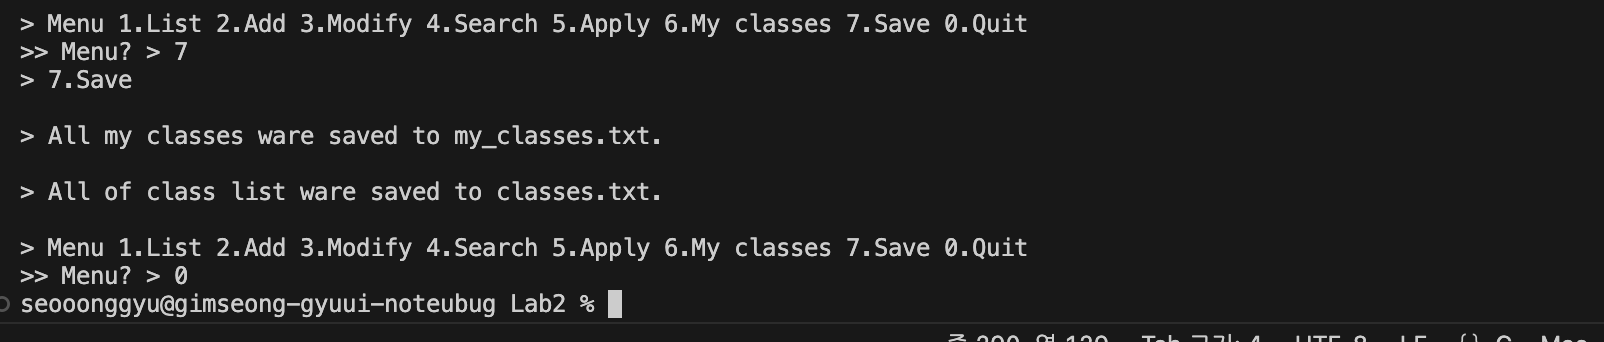 > Menu 1.List 2.Add 3.Modify 4.Search 5.Apply 6.My classes 7.Save 0.Quit
>> Menu? > 7
> 7.Save
> All my classes ware saved to my_classes.txt.
> All of class list ware saved to classes.txt.
> Menu 1.List 2.Add 3.Modify 4.Search 5.Apply 6.My classes 7.Save 0.Quit
>> Menu? > 0
seooonggyu@gimseong-gyuui-noteubug Lab2 %